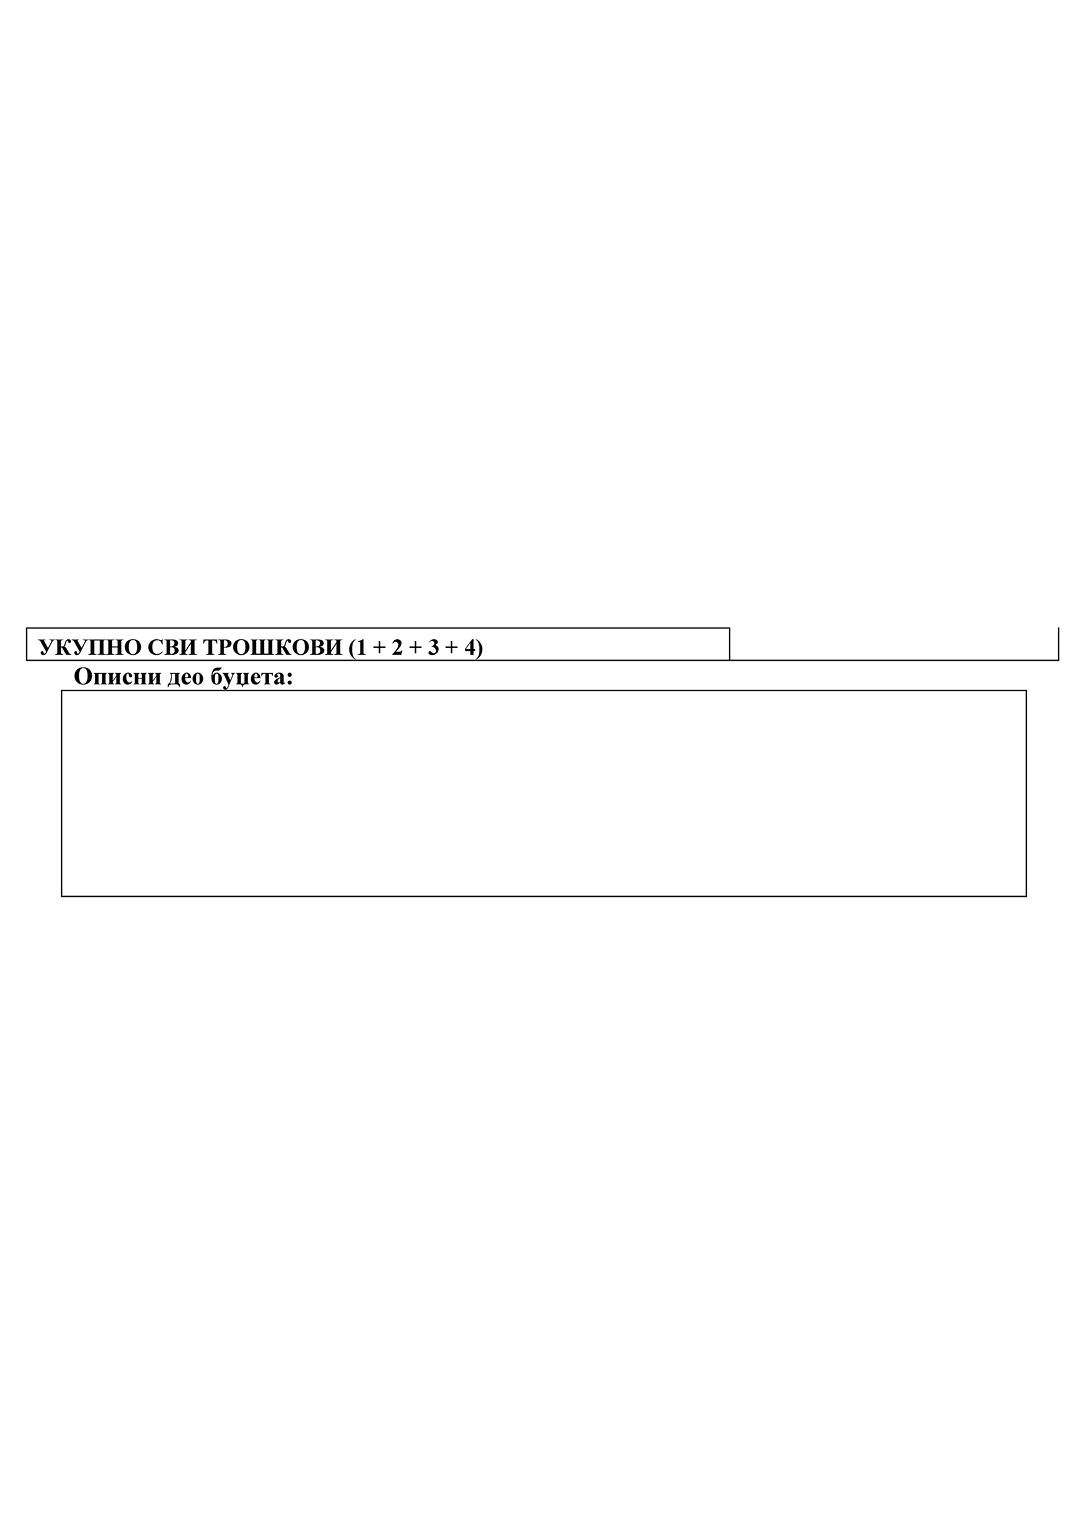 УКУПНО СВИ ТРОШКОВИ (1 + 2 + 3 + 4)
Описни део буџета: